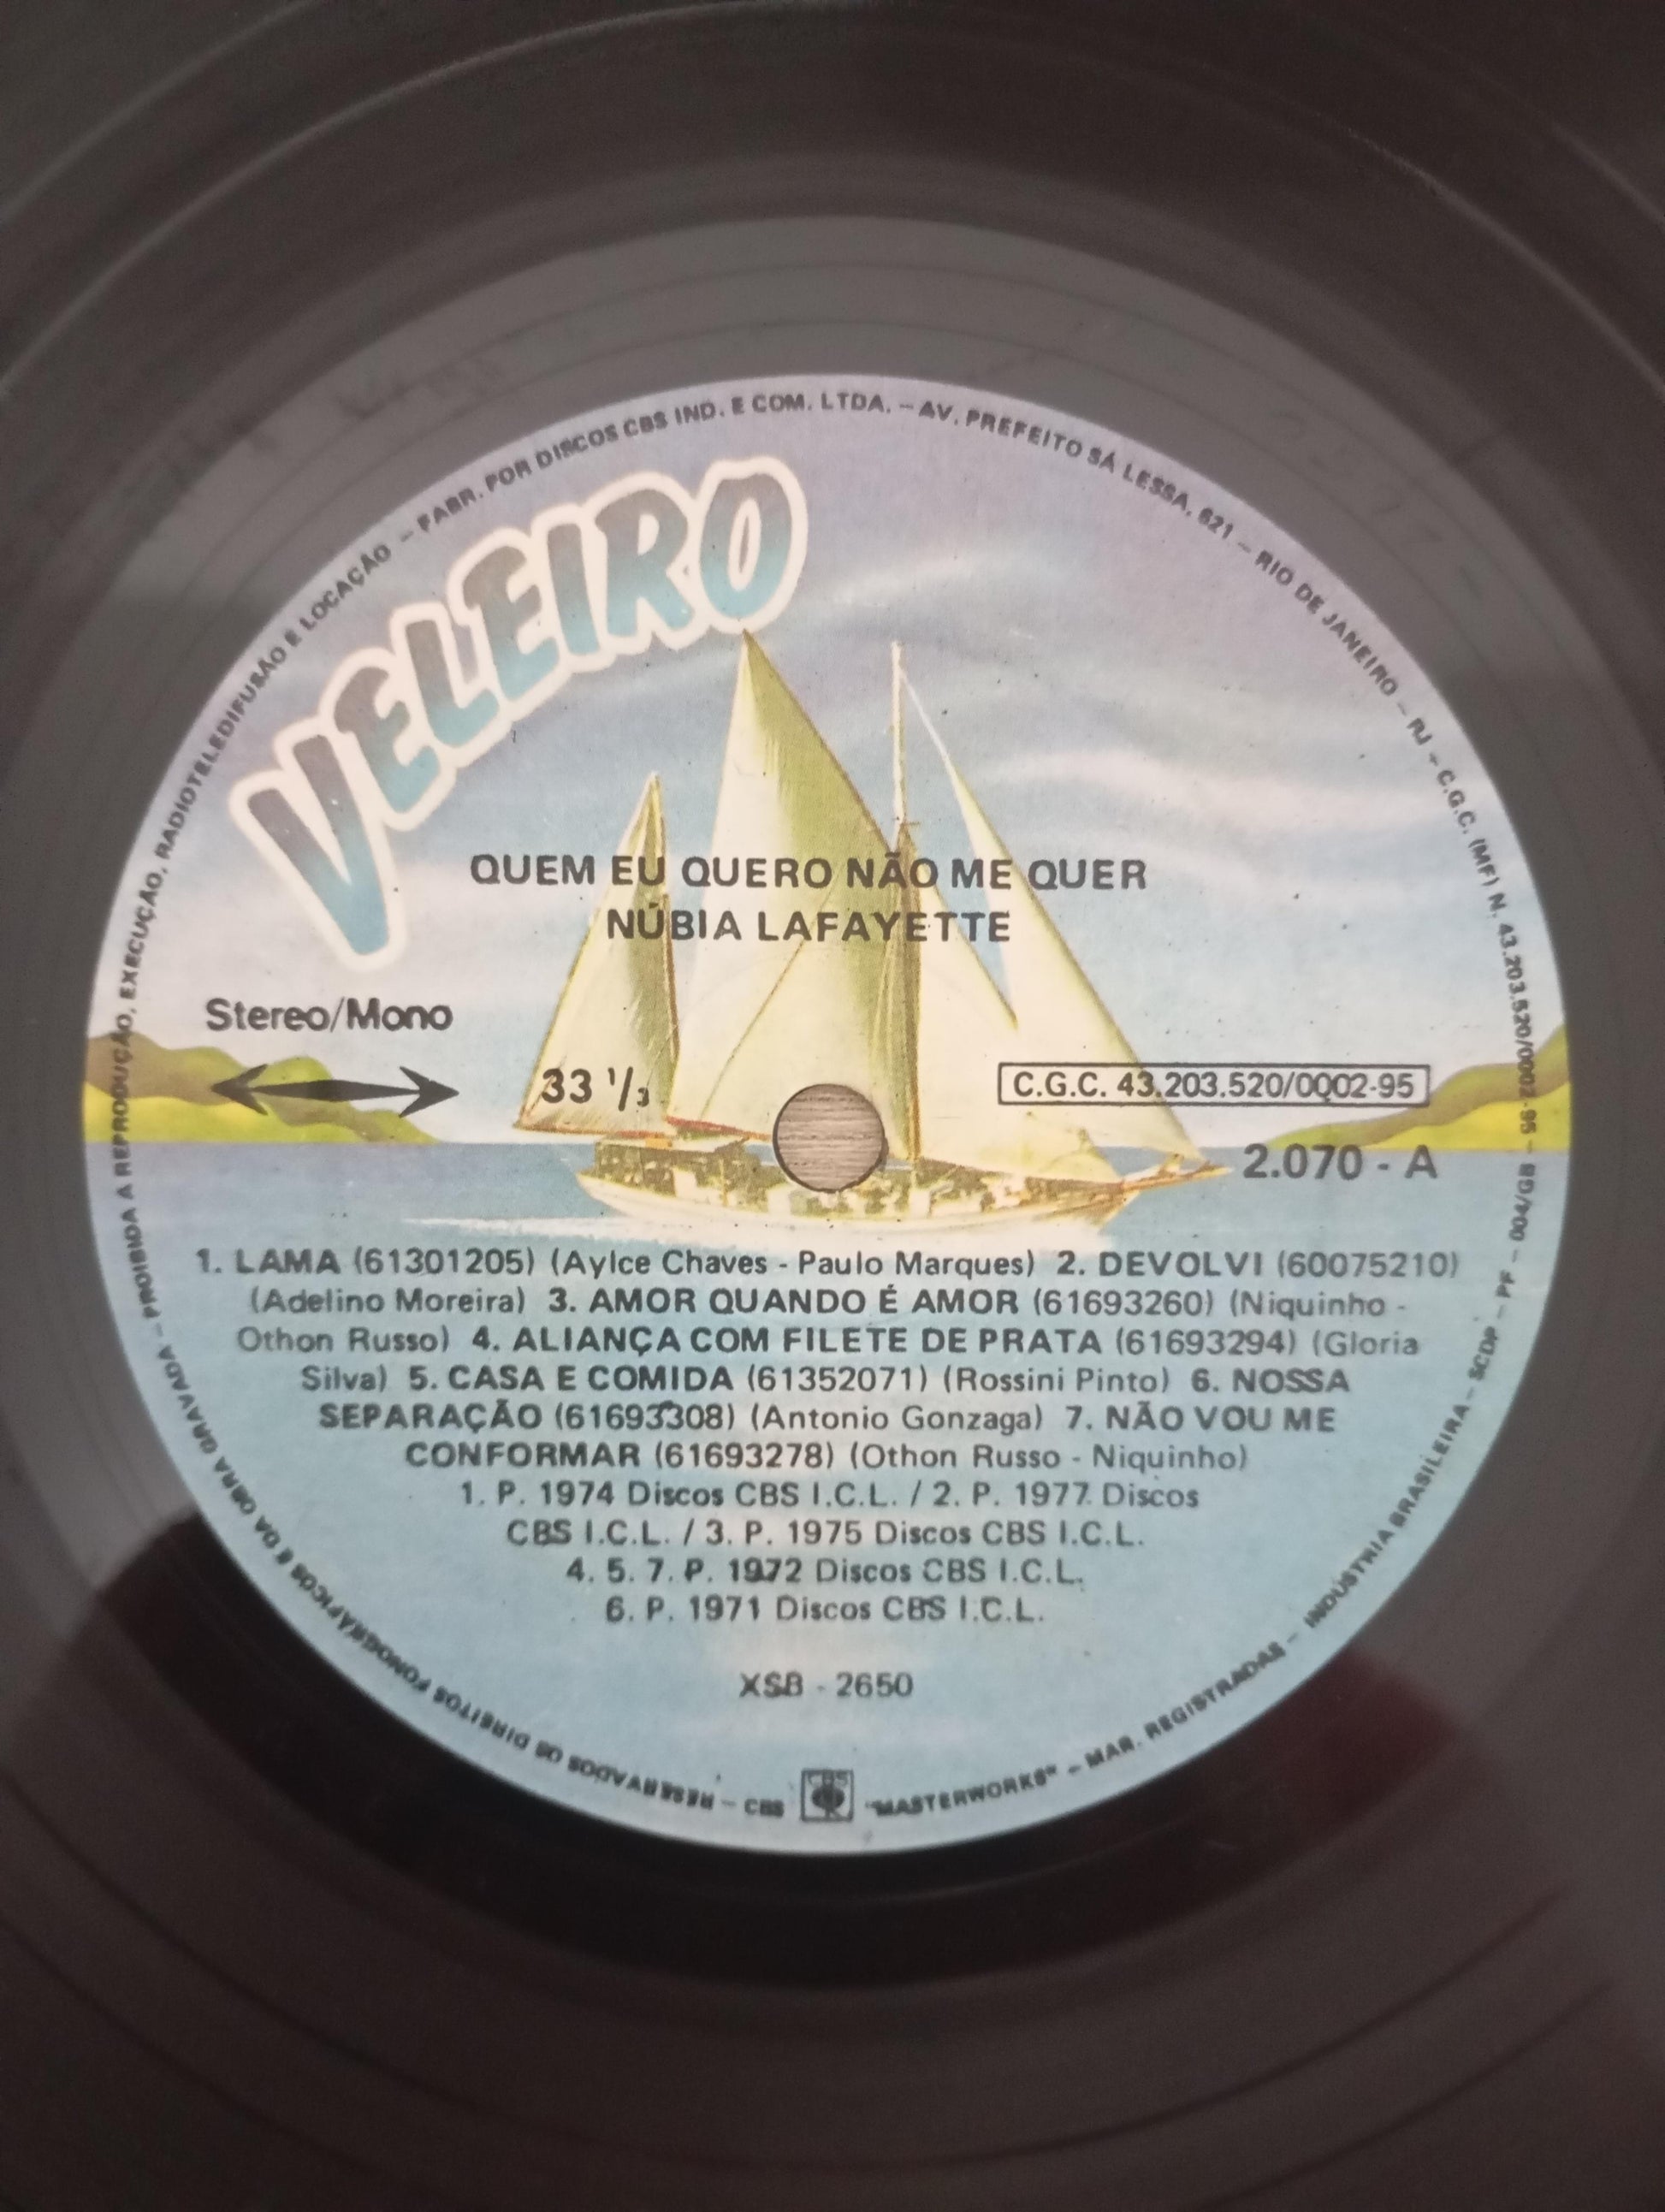 VELEIRO
QUEM EU QUERO NÃO ME QUER
NÚBIA LAFAYETTE
Stereo/Mono
33 1/3
C.G.C. 43.203.520/0002-95
2.070 - A
1. LAMA (61301205) (Aylce Chaves - Paulo Marques) 2. DEVOLVI (60075210)
(Adelino Moreira) 3. AMOR QUANDO É AMOR (61693260) (Niquinho -
Othon Russo) 4. ALIANÇA COM FILETE DE PRATA (61693294) (Gloria
Silva) 5. CASA E COMIDA (61352071) (Rossini Pinto) 6. NOSSA
SEPARAÇÃO (61693308) (Antonio Gonzaga) 7. NÃO VOU ME
CONFORMAR (61693278) (Othon Russo - Niquinho)
1. P. 1974 Discos CBS I.C.L. / 2. P. 1977 Discos
CBS I.C.L. / 3. P. 1975 Discos CBS I.C.L.
4. 5. 7. P. 1972 Discos CBS I.C.L.
6. P. 1971 Discos CBS I.C.L.
XSB - 2650
CBS
RESERVADOS OS DIREITOS FONOGRÁFICOS E DA OBRA GRAVADA - PROIBIDA A REPRODUÇÃO, EXECUÇÃO, RADIOTELEDIFUSÃO E LOCAÇÃO - FABR. POR DISCOS CBS IND. E COM. LTDA. - AV. PREFEITO SÁ LESSA, 621 - RIO DE JANEIRO - RJ - C.G.C. (MF) N. 43.203.520/0002-95 - 004/GB - PF - SCDP - INDÚSTRIA BRASILEIRA - MAR. REGISTRADAS - "MASTERWORKS" CBS -